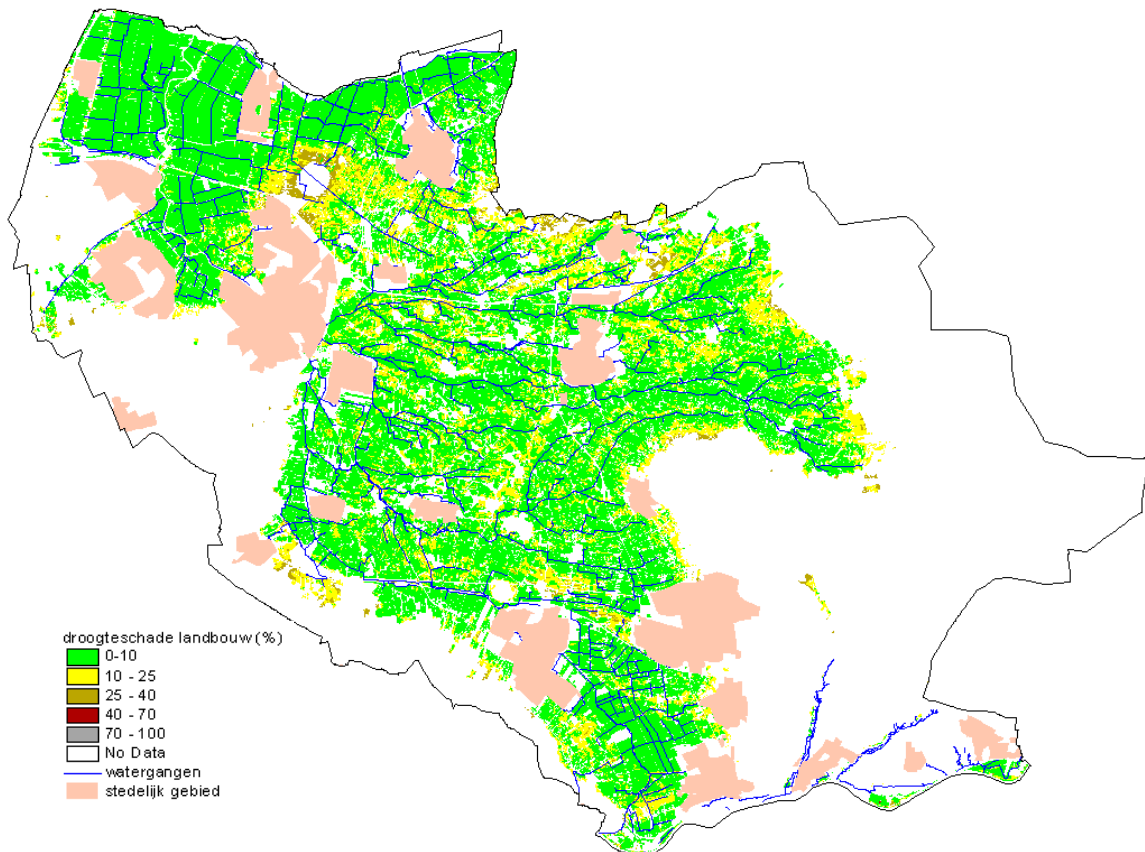 droogteschade landbouw (%)
0-10
10 - 25
25 - 40
40 - 70
70 - 100
No Data
watergangen
stedelijk gebied